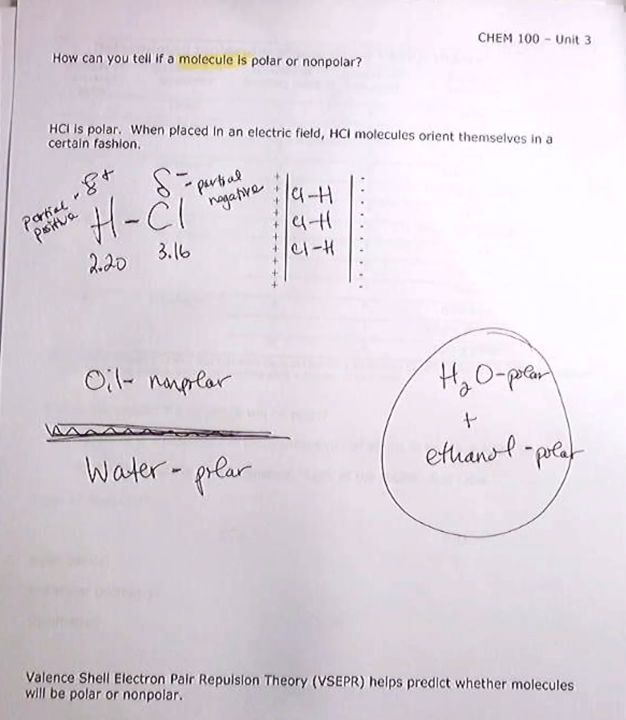 CHEM 100 – Unit 3
How can you tell if a molecule is polar or nonpolar?
HCl is polar. When placed in an electric field, HCl molecules orient themselves in a
certain fashion.
δ+ δ- - partial negative
partial positive
H - Cl
2.20 3.16
Cl-H
Cl-H
Cl-H
Oil - nonpolar
Water - polar
H2O - polar
+
ethanol - polar
Valence Shell Electron Pair Repulsion Theory (VSEPR) helps predict whether molecules
will be polar or nonpolar.